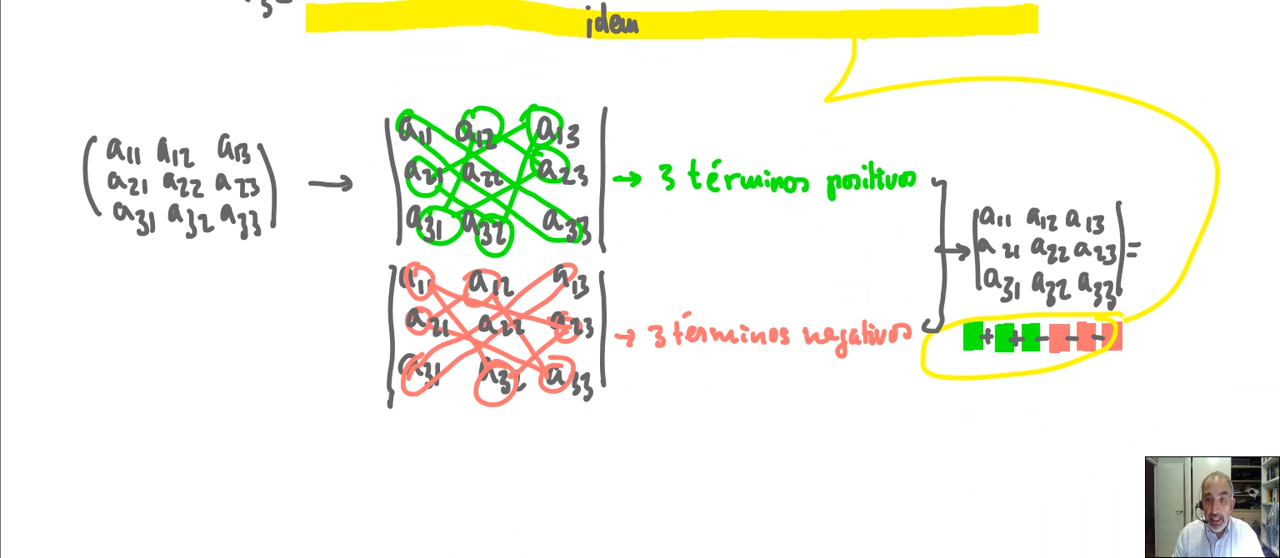 idem
a11 a12 a13
a21 a22 a23
a31 a32 a33
→
a11 a12 a13
a21 a22 a23
a31 a32 a33
→ 3 términos positivos
a11 a12 a13
a21 a22 a23
a31 a32 a33
→ 3 términos negativos
→
a11 a12 a13
a21 a22 a23 =
a31 a32 a33
+ + - - -